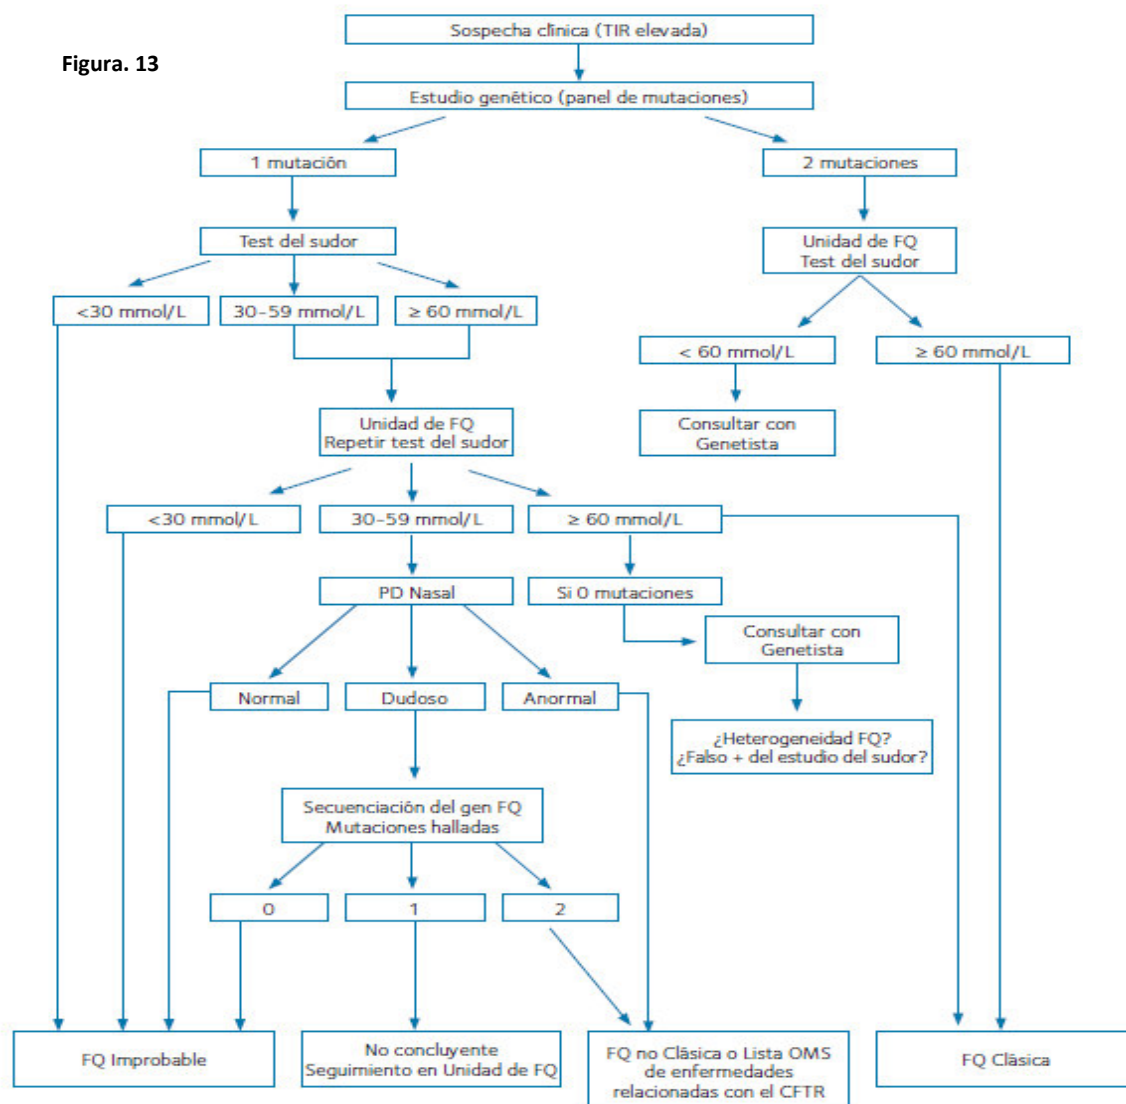 Sospecha clínica (TIR elevada)
Figura. 13
Estudio genético (panel de mutaciones)
1 mutación
2 mutaciones
Test del sudor
Unidad de FQ
Test del sudor
<30 mmol/L
30-59 mmol/L
≥ 60 mmol/L
< 60 mmol/L
≥ 60 mmol/L
Unidad de FQ
Repetir test del sudor
Consultar con
Genetista
<30 mmol/L
30-59 mmol/L
≥ 60 mmol/L
PD Nasal
Si 0 mutaciones
Consultar con
Genetista
Normal
Dudoso
Anormal
¿Heterogeneidad FQ?
¿Falso + del estudio del sudor?
Secuenciación del gen FQ
Mutaciones halladas
0
1
2
FQ Improbable
No concluyente
Seguimiento en Unidad de FQ
FQ no Clásica o Lista OMS
de enfermedades
relacionadas con el CFTR
FQ Clásica